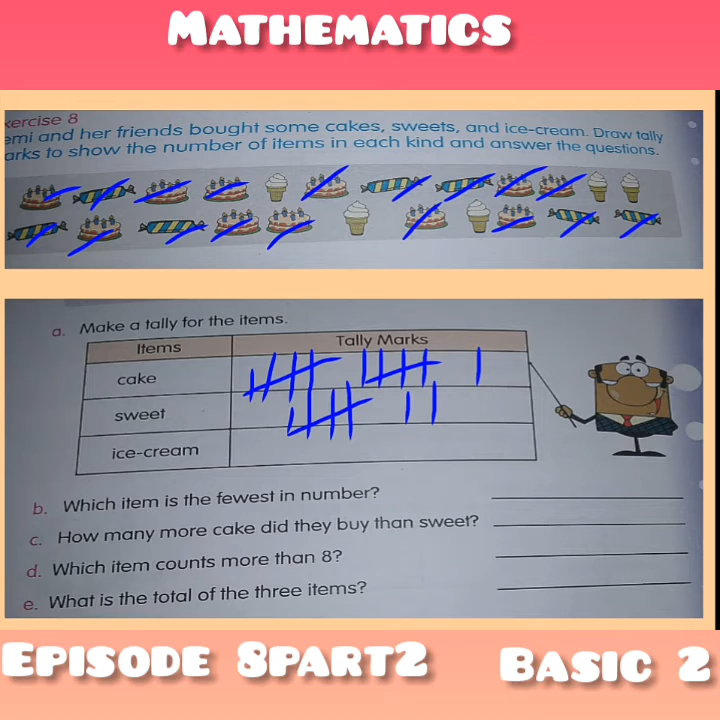 MATHEMATICS
xercise 8
emi and her friends bought some cakes, sweets, and ice-cream. Draw tally
arks to show the number of items in each kind and answer the questions.
a. Make a tally for the items.
Items Tally Marks
cake
sweet
ice-cream
b. Which item is the fewest in number?
c. How many more cake did they buy than sweet?
d. Which item counts more than 8?
e. What is the total of the three items?
EPISODE 8PART2 BASIC 2